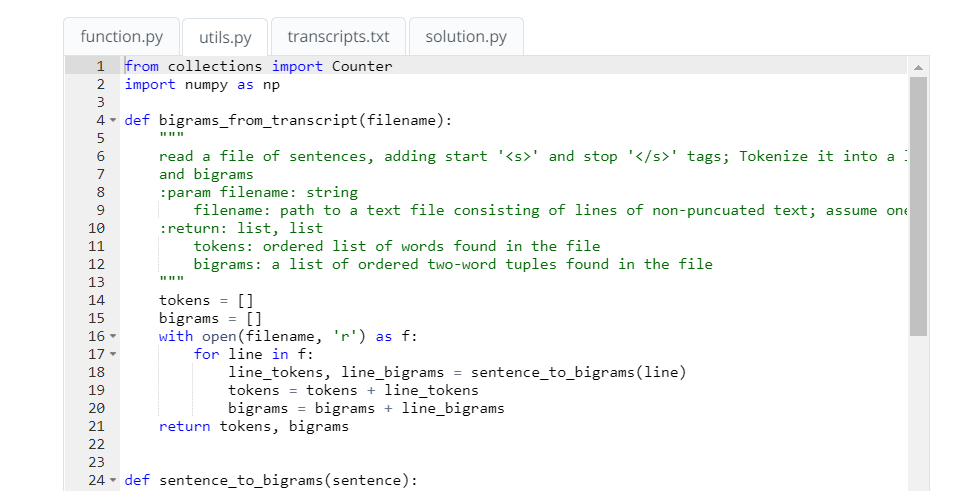 function.py utils.py transcripts.txt solution.py
1 from collections import Counter
2 import numpy as np
3
4 def bigrams_from_transcript(filename):
5 """
6 read a file of sentences, adding start '<s>' and stop '</s>' tags; Tokenize it into a
7 and bigrams
8 :param filename: string
9 filename: path to a text file consisting of lines of non-puncuated text; assume one
10 :return: list, list
11 tokens: ordered list of words found in the file
12 bigrams: a list of ordered two-word tuples found in the file
13 """
14 tokens = []
15 bigrams = []
16 with open(filename, 'r') as f:
17 for line in f:
18 line_tokens, line_bigrams = sentence_to_bigrams(line)
19 tokens = tokens + line_tokens
20 bigrams = bigrams + line_bigrams
21 return tokens, bigrams
22
23
24 def sentence_to_bigrams(sentence):